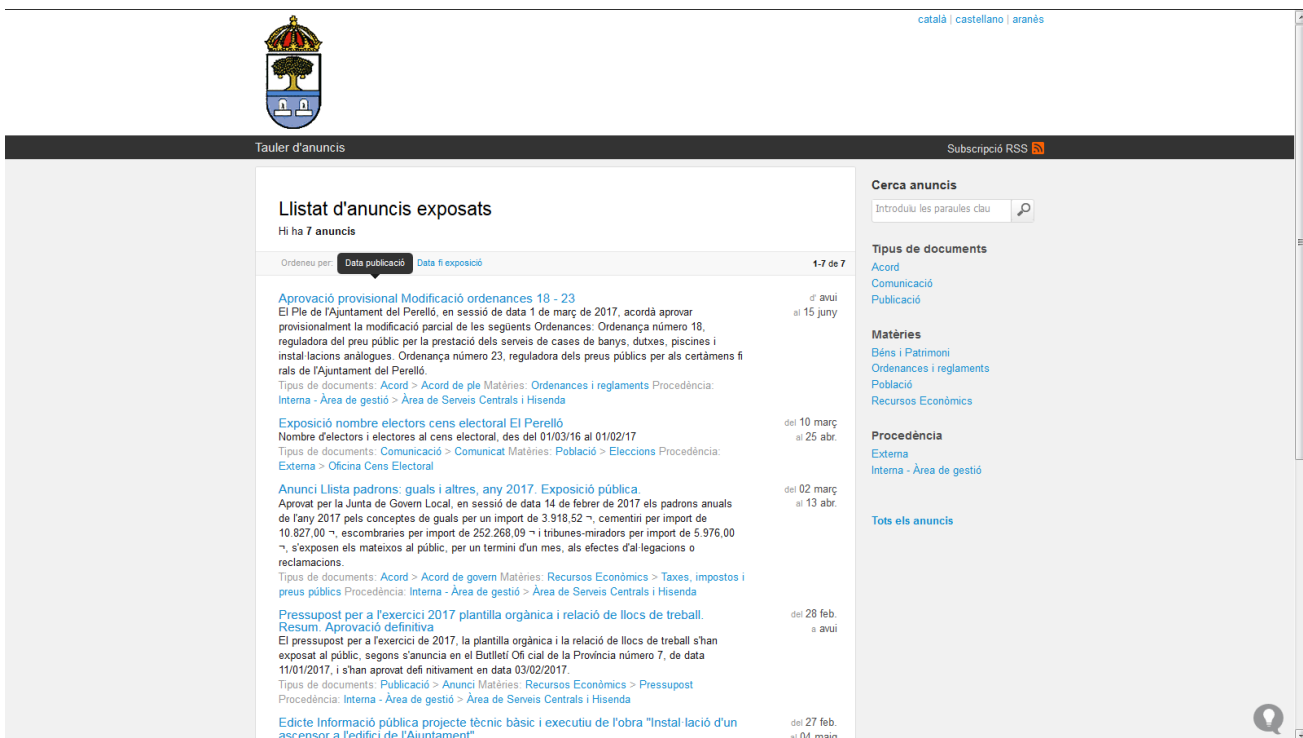 català | castellano | aranés
Tauler d'anuncis
Subscripció RSS
Llistat d'anuncis exposats
Hi ha 7 anuncis
Ordeneu per: Data publicació Data fi exposició
1-7 de 7
Aprovació provisional Modificació ordenances 18 - 23
d' avui
al 15 juny
El Ple de l'Ajuntament del Perelló, en sessió de data 1 de març de 2017, acordà aprovar
provisionalment la modificació parcial de les següents Ordenances: Ordenança número 18,
reguladora del preu públic per la prestació dels serveis de cases de banys, dutxes, piscines i
instal·lacions anàlogues. Ordenança número 23, reguladora dels preus públics per als certàmens fi
rals de l'Ajuntament del Perelló.
Tipus de documents: Acord > Acord de ple Matèries: Ordenances i reglaments Procedència:
Interna - Àrea de gestió > Àrea de Serveis Centrals i Hisenda
Exposició nombre electors cens electoral El Perelló
del 10 març
al 25 abr.
Nombre d'electors i electores al cens electoral, des del 01/03/16 al 01/02/17
Tipus de documents: Comunicació > Comunicat Matèries: Població > Eleccions Procedència:
Externa > Oficina Cens Electoral
Anunci Llista padrons: guals i altres, any 2017. Exposició pública.
del 02 març
al 13 abr.
Aprovat per la Junta de Govern Local, en sessió de data 14 de febrer de 2017 els padrons anuals
de l'any 2017 pels conceptes de guals per un import de 3.918,52 ¬, cementiri per import de
10.827,00 ¬, escombraries per import de 252.268,09 ¬ i tribunes-miradors per import de 5.976,00
¬, s'exposen els mateixos al públic, per un termini d'un mes, als efectes d'al·legacions o
reclamacions.
Tipus de documents: Acord > Acord de govern Matèries: Recursos Econòmics > Taxes, impostos i
preus públics Procedència: Interna - Àrea de gestió > Àrea de Serveis Centrals i Hisenda
Pressupost per a l'exercici 2017 plantilla orgànica i relació de llocs de treball.
Resum. Aprovació definitiva
del 28 feb.
a avui
El pressupost per a l'exercici de 2017, la plantilla orgànica i la relació de llocs de treball s'han
exposat al públic, segons s'anuncia en el Butlletí Ofi cial de la Província número 7, de data
11/01/2017, i s'han aprovat defi nitivament en data 03/02/2017.
Tipus de documents: Publicació > Anunci Matèries: Recursos Econòmics > Pressupost
Procedència: Interna - Àrea de gestió > Àrea de Serveis Centrals i Hisenda
Edicte Informació pública projecte tècnic bàsic i executiu de l'obra "Instal·lació d'un
ascensor a l'edifici de l'Ajuntament"
del 27 feb.
al 04 maig
Cerca anuncis
Introduïu les paraules clau
Tipus de documents
Acord
Comunicació
Publicació
Matèries
Béns i Patrimoni
Ordenances i reglaments
Població
Recursos Econòmics
Procedència
Externa
Interna - Àrea de gestió
Tots els anuncis